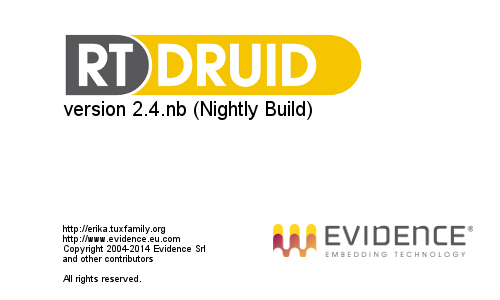 RT DRUID
version 2.4.nb (Nightly Build)
http://erika.tuxfamily.org
http://www.evidence.eu.com
Copyright 2004-2014 Evidence Srl
and other contributors
All rights reserved.
EVIDENCE®
EMBEDDING TECHNOLOGY